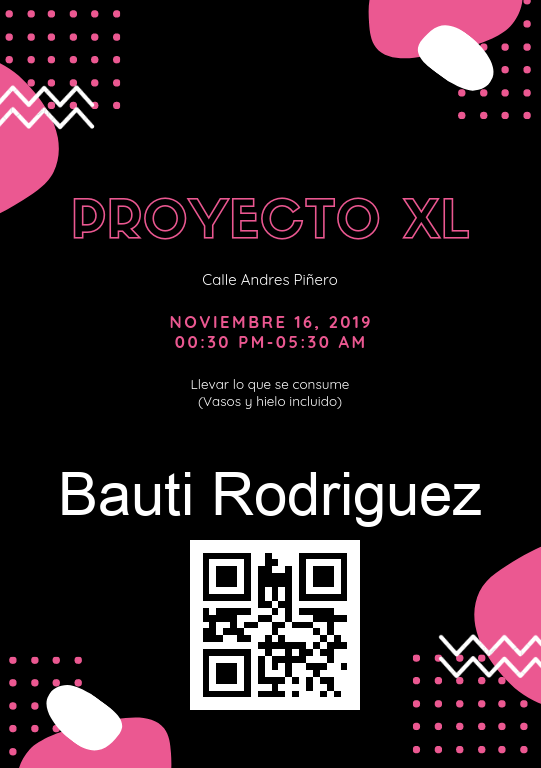 PROYECTO XL
Calle Andres Piñero
NOVIEMBRE 16, 2019
00:30 PM-05:30 AM
Llevar lo que se consume
(Vasos y hielo incluido)
Bauti Rodriguez